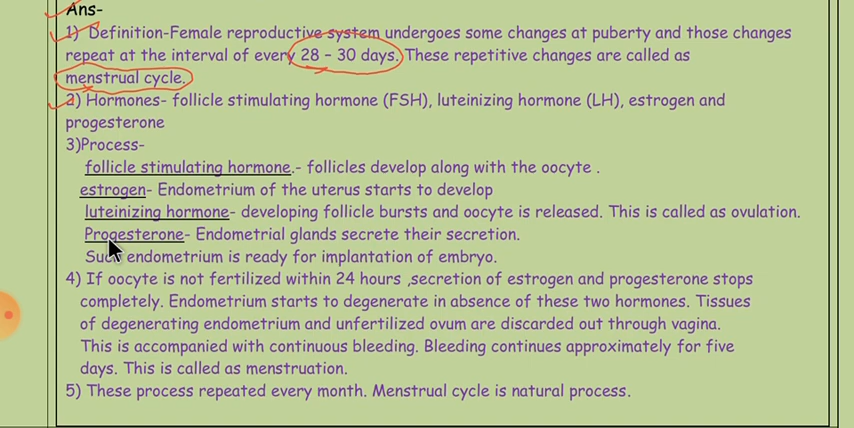 Ans-
1) Definition-Female reproductive system undergoes some changes at puberty and those changes
repeat at the interval of every 28 - 30 days. These repetitive changes are called as
menstrual cycle.
2) Hormones- follicle stimulating hormone (FSH), luteinizing hormone (LH), estrogen and
progesterone
3)Process-
follicle stimulating hormone.- follicles develop along with the oocyte .
estrogen- Endometrium of the uterus starts to develop
luteinizing hormone- developing follicle bursts and oocyte is released. This is called as ovulation.
Progesterone- Endometrial glands secrete their secretion.
Such endometrium is ready for implantation of embryo.
4) If oocyte is not fertilized within 24 hours ,secretion of estrogen and progesterone stops
completely. Endometrium starts to degenerate in absence of these two hormones. Tissues
of degenerating endometrium and unfertilized ovum are discarded out through vagina.
This is accompanied with continuous bleeding. Bleeding continues approximately for five
days. This is called as menstruation.
5) These process repeated every month. Menstrual cycle is natural process.